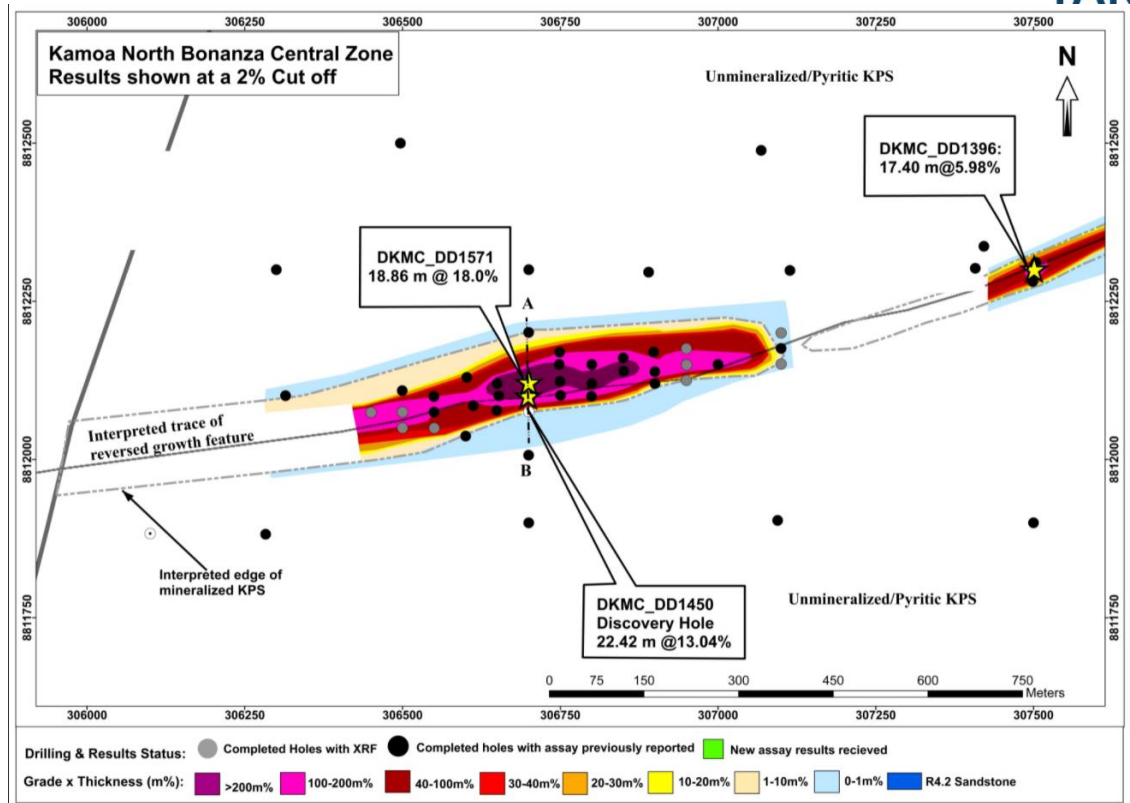 306000 306250 306500 306750 307000 307250 307500
Kamoa North Bonanza Central Zone
Results shown at a 2% Cut off
Unmineralized/Pyritic KPS
N
8812500
8812500
DKMC_DD1396:
17.40 m@5.98%
DKMC_DD1571
18.86 m @ 18.0%
8812250
8812250
A
Interpreted trace of
reversed growth feature
8812000
8812000
B
Interpreted edge of
mineralized KPS
DKMC_DD1450
Discovery Hole
22.42 m @13.04%
Unmineralized/Pyritic KPS
8811750
8811750
0 75 150 300 450 600 750
Meters
306000 306250 306500 306750 307000 307250 307500
Drilling & Results Status: Completed Holes with XRF Completed holes with assay previously reported New assay results recieved
Grade x Thickness (m%): >200m% 100-200m% 40-100m% 30-40m% 20-30m% 10-20m% 1-10m% 0-1m% R4.2 Sandstone